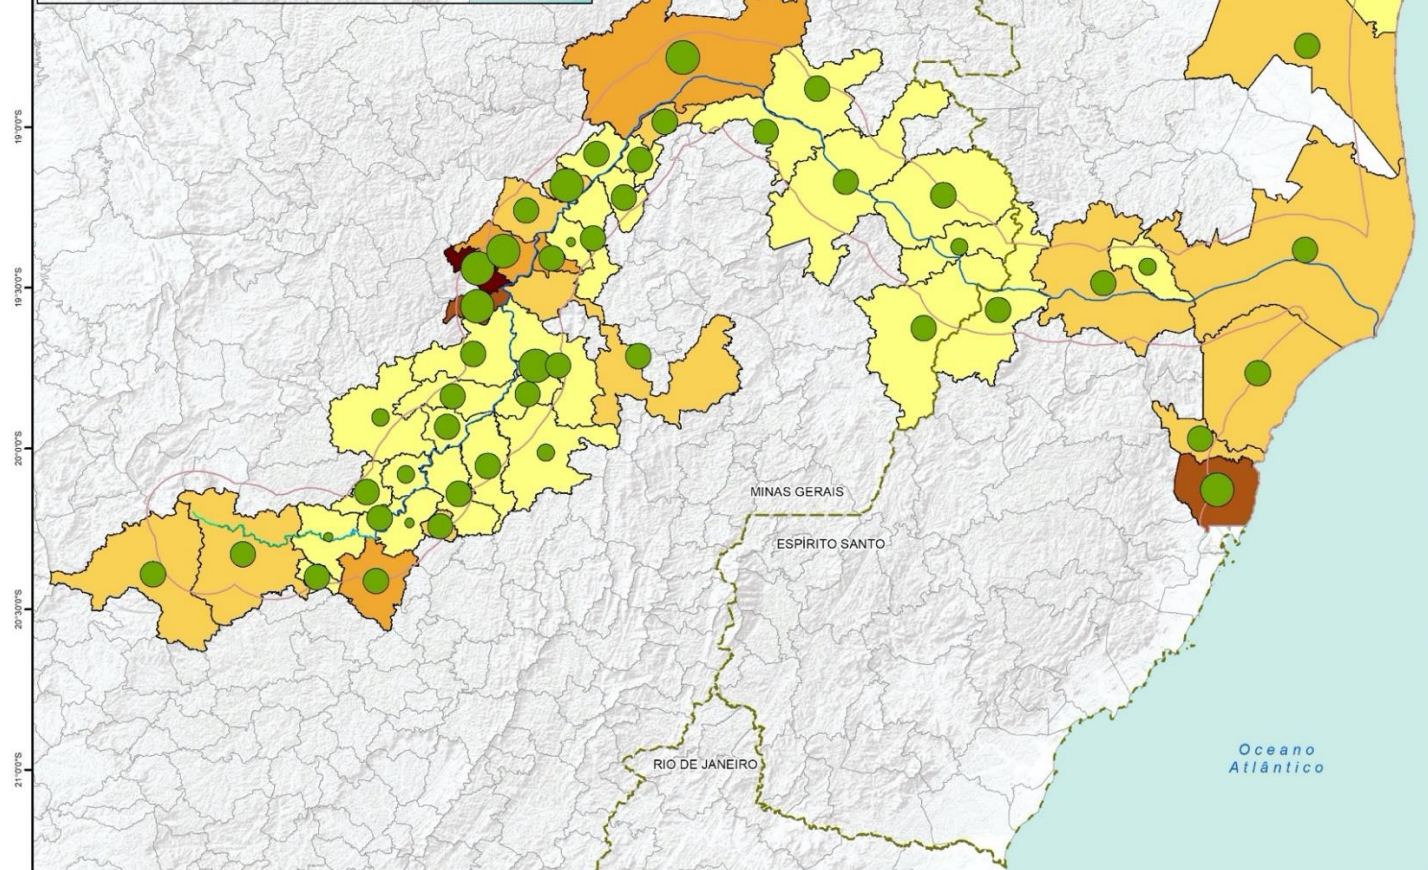 19°0'0"S
19°30'0"S
20°0'0"S
MINAS GERAIS
ESPÍRITO SANTO
20°30'0"S
RIO DE JANEIRO
Oceano
Atlântico
21°0'0"S